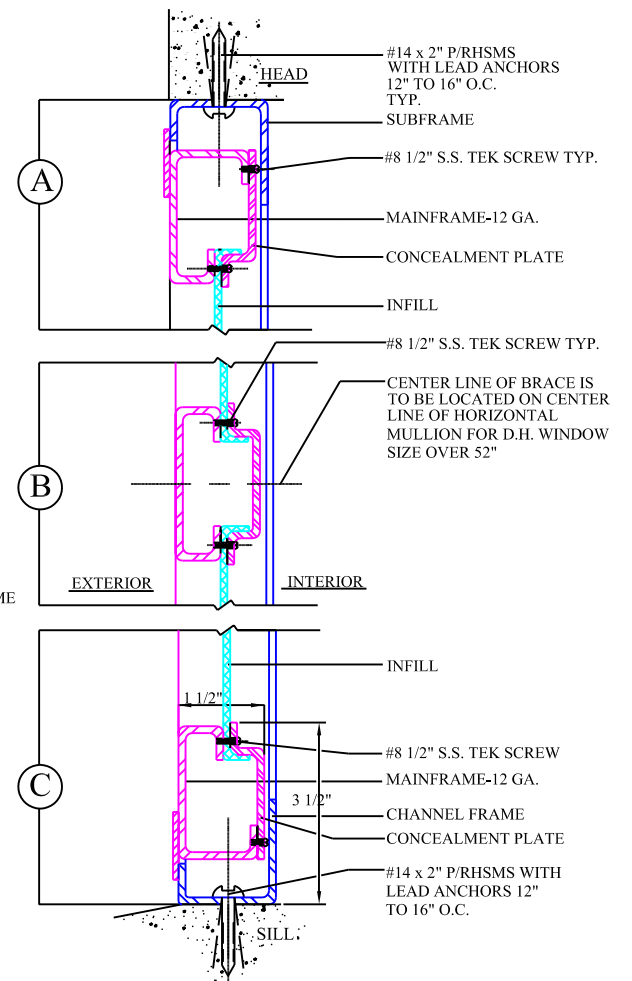 #14 x 2" P/RHSMS
WITH LEAD ANCHORS
12" TO 16" O.C.
TYP.
HEAD
SUBFRAME
#8 1/2" S.S. TEK SCREW TYP.
A
MAINFRAME-12 GA.
CONCEALMENT PLATE
INFILL
#8 1/2" S.S. TEK SCREW TYP.
CENTER LINE OF BRACE IS
TO BE LOCATED ON CENTER
LINE OF HORIZONTAL
MULLION FOR D.H. WINDOW
SIZE OVER 52"
B
EXTERIOR
INTERIOR
ME
INFILL
1 1/2"
#8 1/2" S.S. TEK SCREW
MAINFRAME-12 GA.
C
3 1/2"
CHANNEL FRAME
CONCEALMENT PLATE
#14 x 2" P/RHSMS WITH
LEAD ANCHORS 12"
TO 16" O.C.
SILL